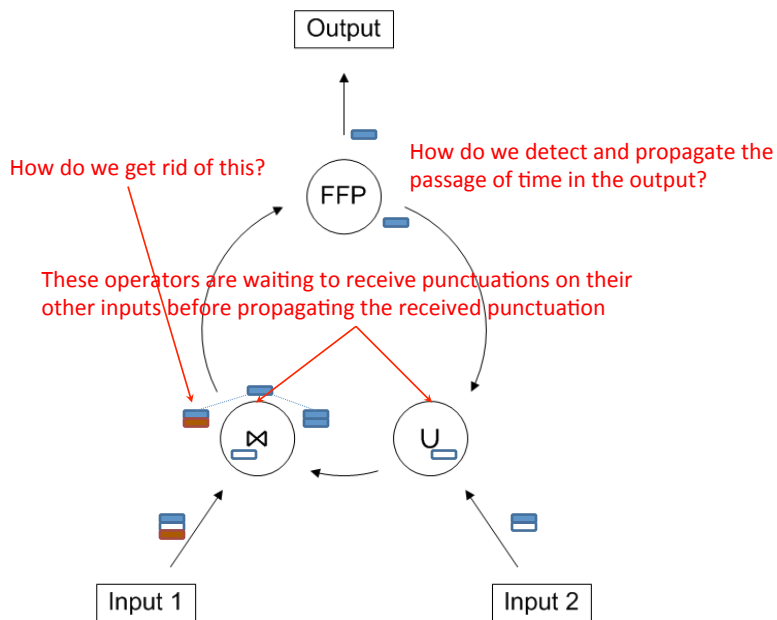 Output
How do we get rid of this?
How do we detect and propagate the
passage of time in the output?
FFP
These operators are waiting to receive punctuations on their
other inputs before propagating the received punctuation
⋈
∪
Input 1
Input 2